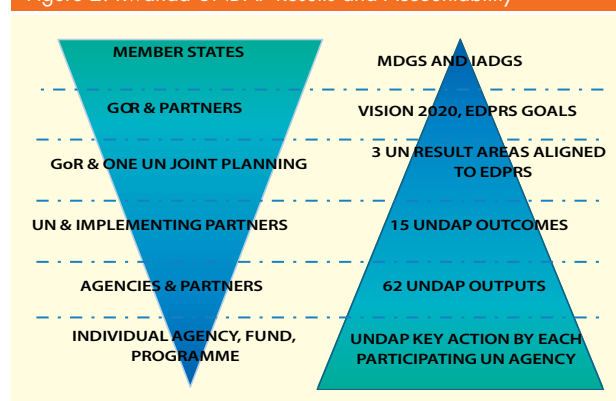 MEMBER STATES
GoR & PARTNERS
GoR & ONE UN JOINT PLANNING
UN & IMPLEMENTING PARTNERS
AGENCIES & PARTNERS
INDIVIDUAL AGENCY, FUND,
PROGRAMME
MDGS AND IADGS
VISION 2020, EDPRS GOALS
3 UN RESULT AREAS ALIGNED
TO EDPRS
15 UNDAP OUTCOMES
62 UNDAP OUTPUTS
UNDAP KEY ACTION BY EACH
PARTICIPATING UN AGENCY